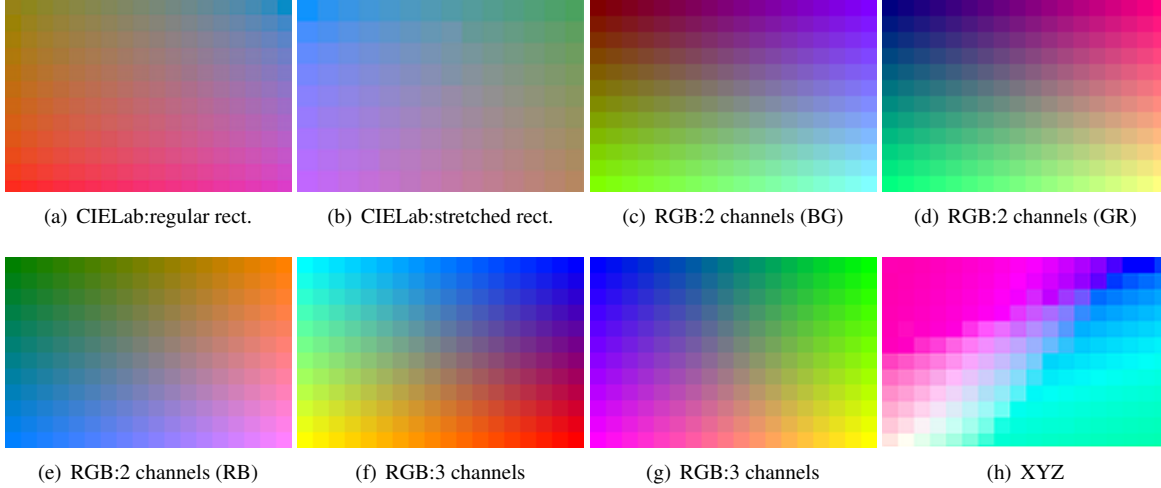 (a) CIELab:regular rect.
(b) CIELab:stretched rect.
(c) RGB:2 channels (BG)
(d) RGB:2 channels (GR)
(e) RGB:2 channels (RB)
(f) RGB:3 channels
(g) RGB:3 channels
(h) XYZ